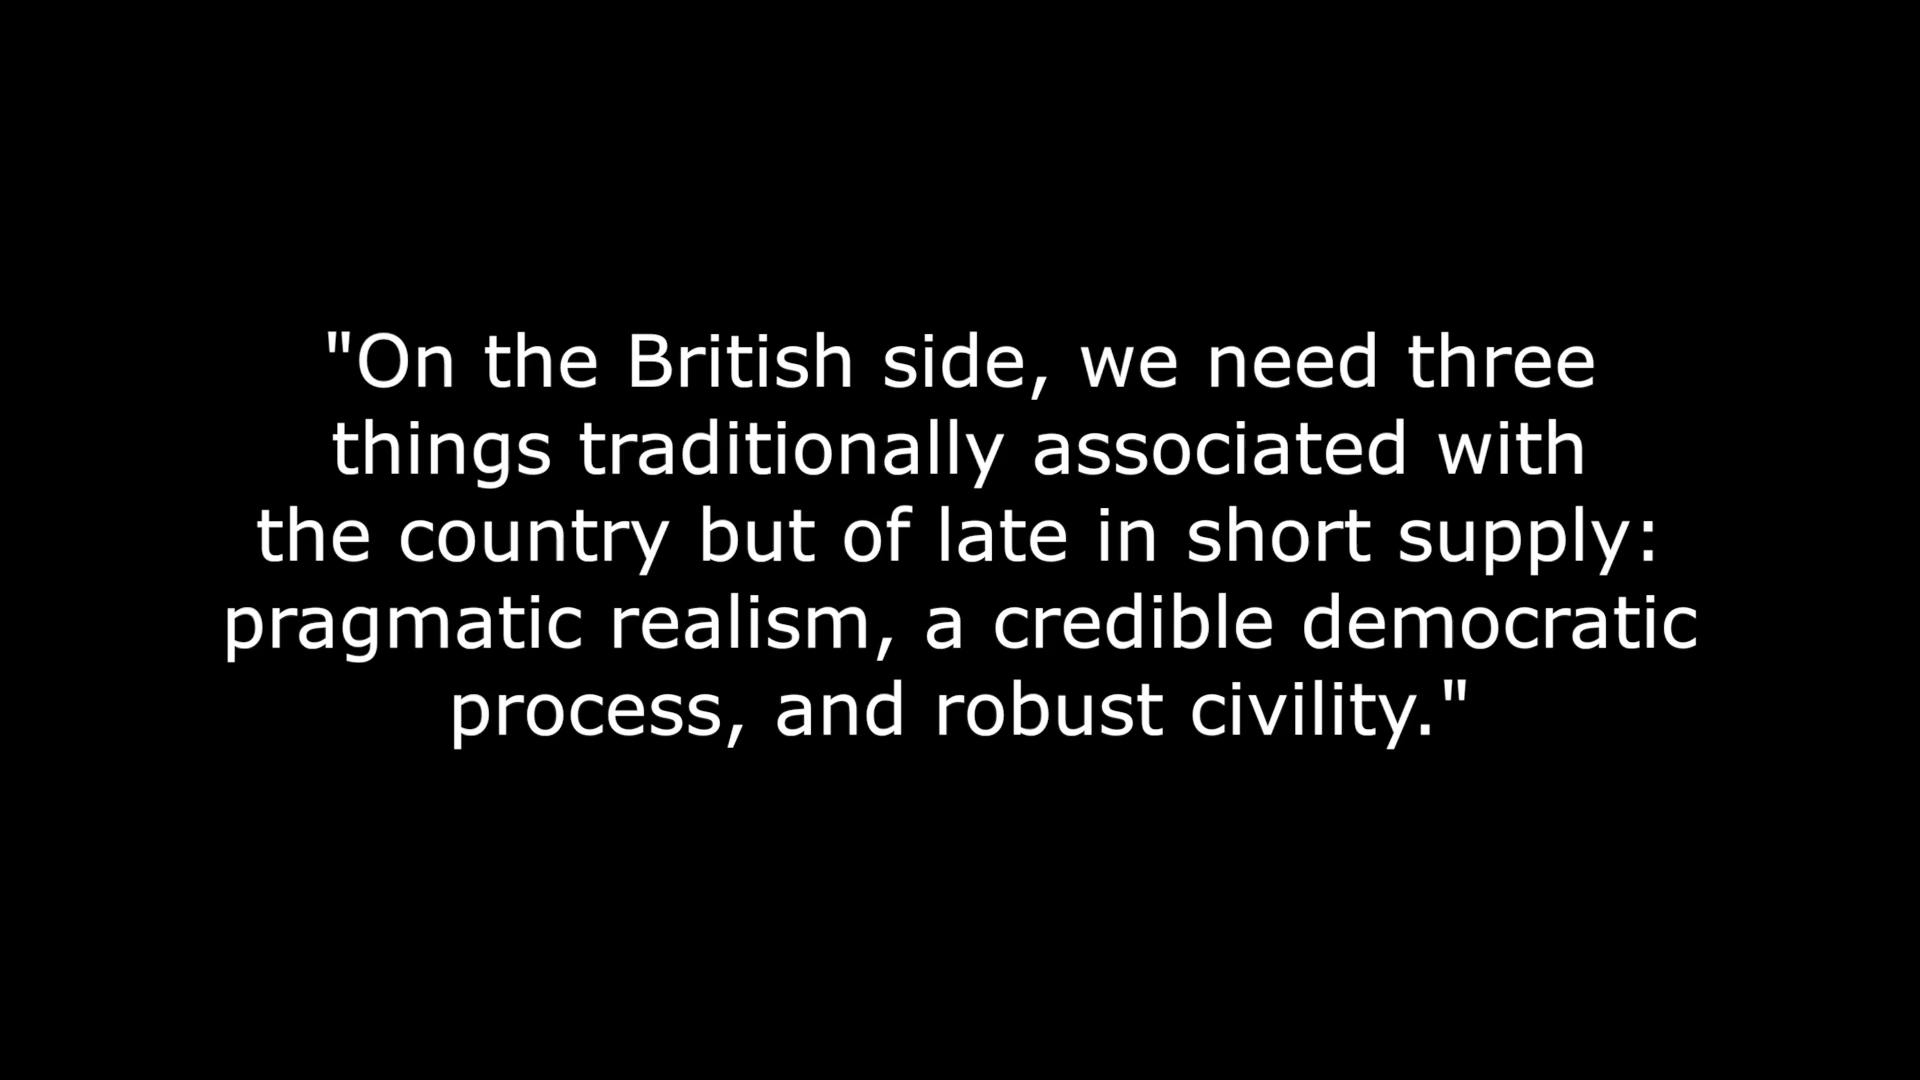 "On the British side, we need three
things traditionally associated with
the country but of late in short supply:
pragmatic realism, a credible democratic
process, and robust civility."